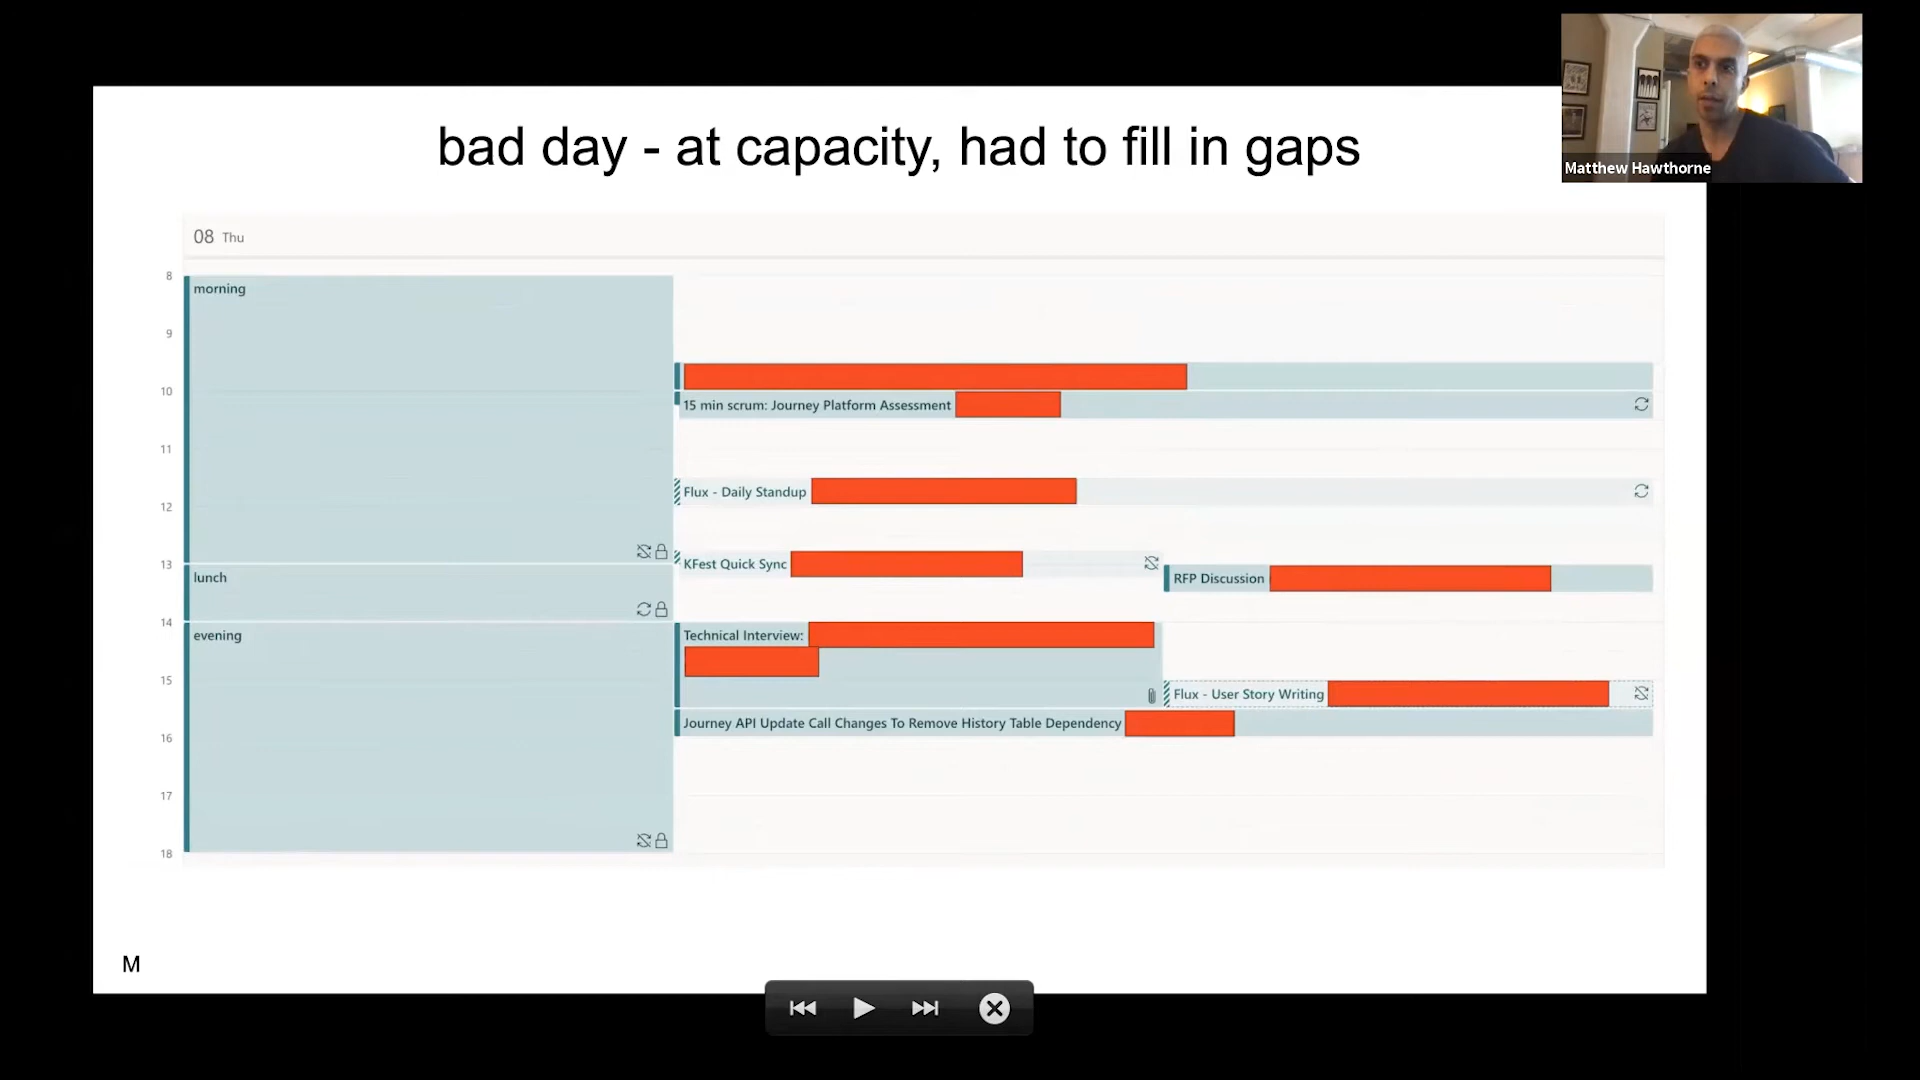 Matthew Hawthorne
bad day - at capacity, had to fill in gaps
08 Thu
8
morning
9
10
15 min scrum: Journey Platform Assessment
11
Flux - Daily Standup
12
13
KFest Quick Sync
lunch
RFP Discussion
14
evening
Technical Interview:
15
Flux - User Story Writing
Journey API Update Call Changes To Remove History Table Dependency
16
17
18
M